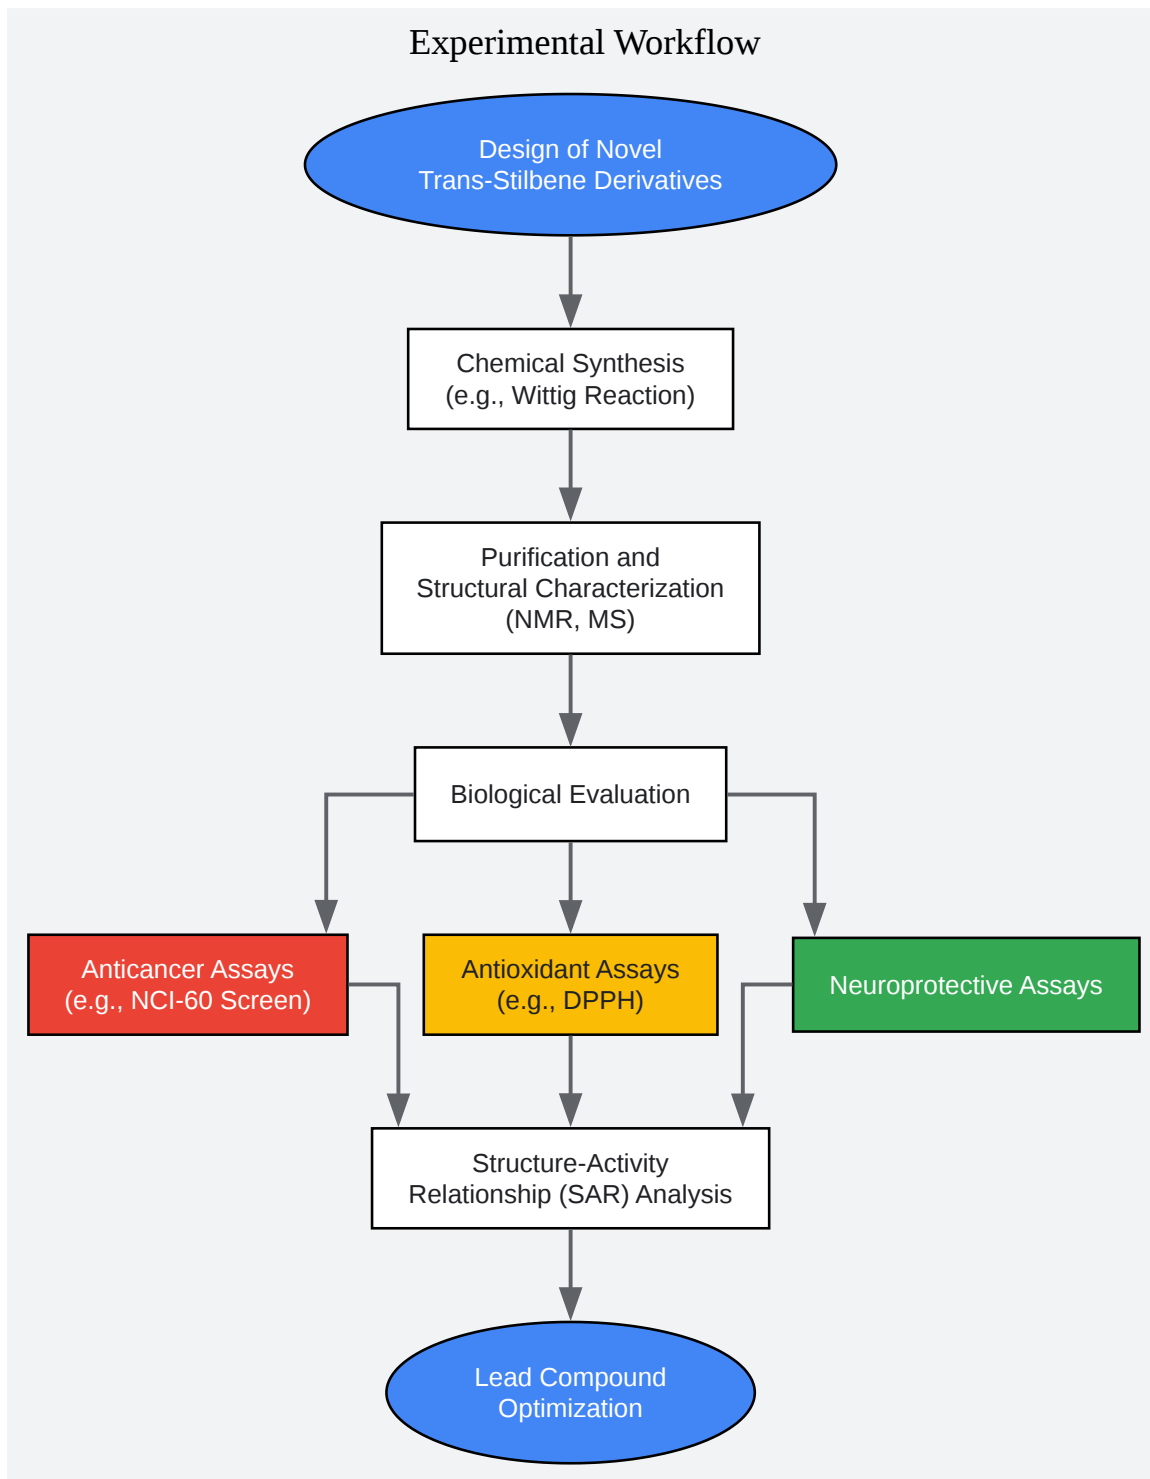 Experimental Workflow
Design of Novel
Trans-Stilbene Derivatives
Chemical Synthesis
(e.g., Wittig Reaction)
Purification and
Structural Characterization
(NMR, MS)
Biological Evaluation
Anticancer Assays
(e.g., NCI-60 Screen)
Antioxidant Assays
(e.g., DPPH)
Neuroprotective Assays
Structure-Activity
Relationship (SAR) Analysis
Lead Compound
Optimization